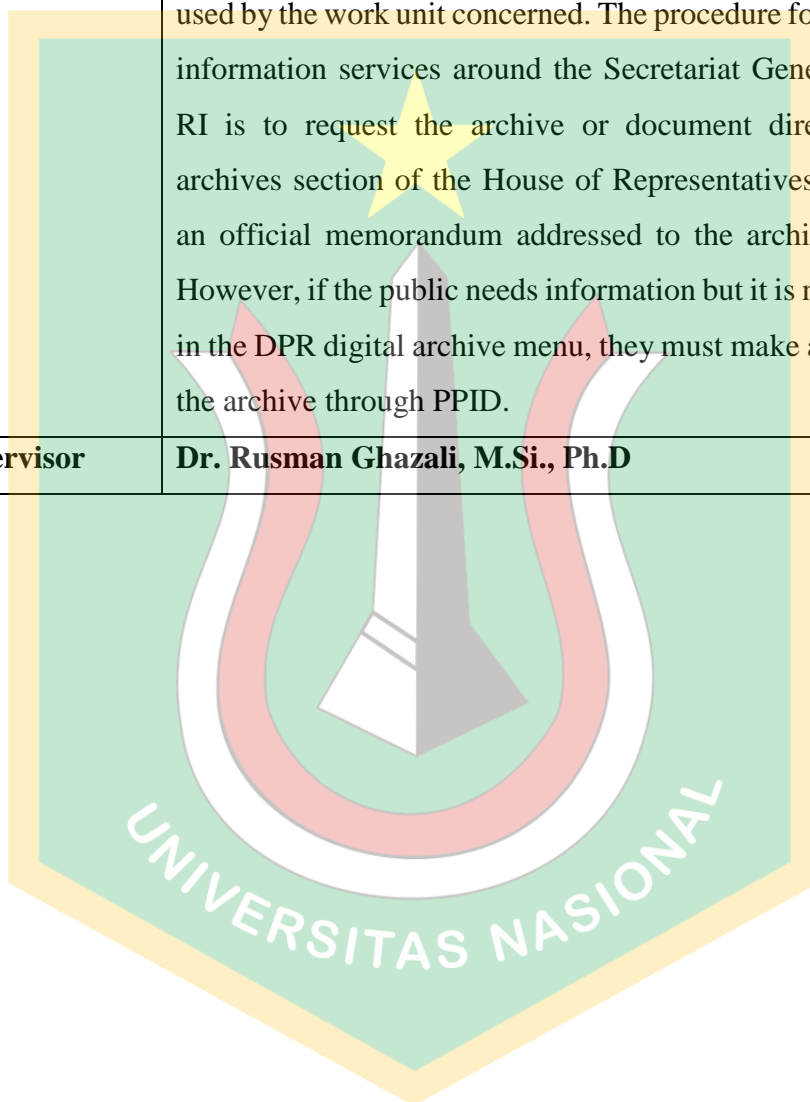 used by the work unit concerned. The procedure fo
information services around the Secretariat Gene
RI is to request the archive or document dire
archives section of the House of Representatives
an official memorandum addressed to the archi
However, if the public needs information but it is
in the DPR digital archive menu, they must make a
the archive through PPID.
ervisor Dr. Rusman Ghazali, M.Si., Ph.D
UNIVERSITAS NASIONAL